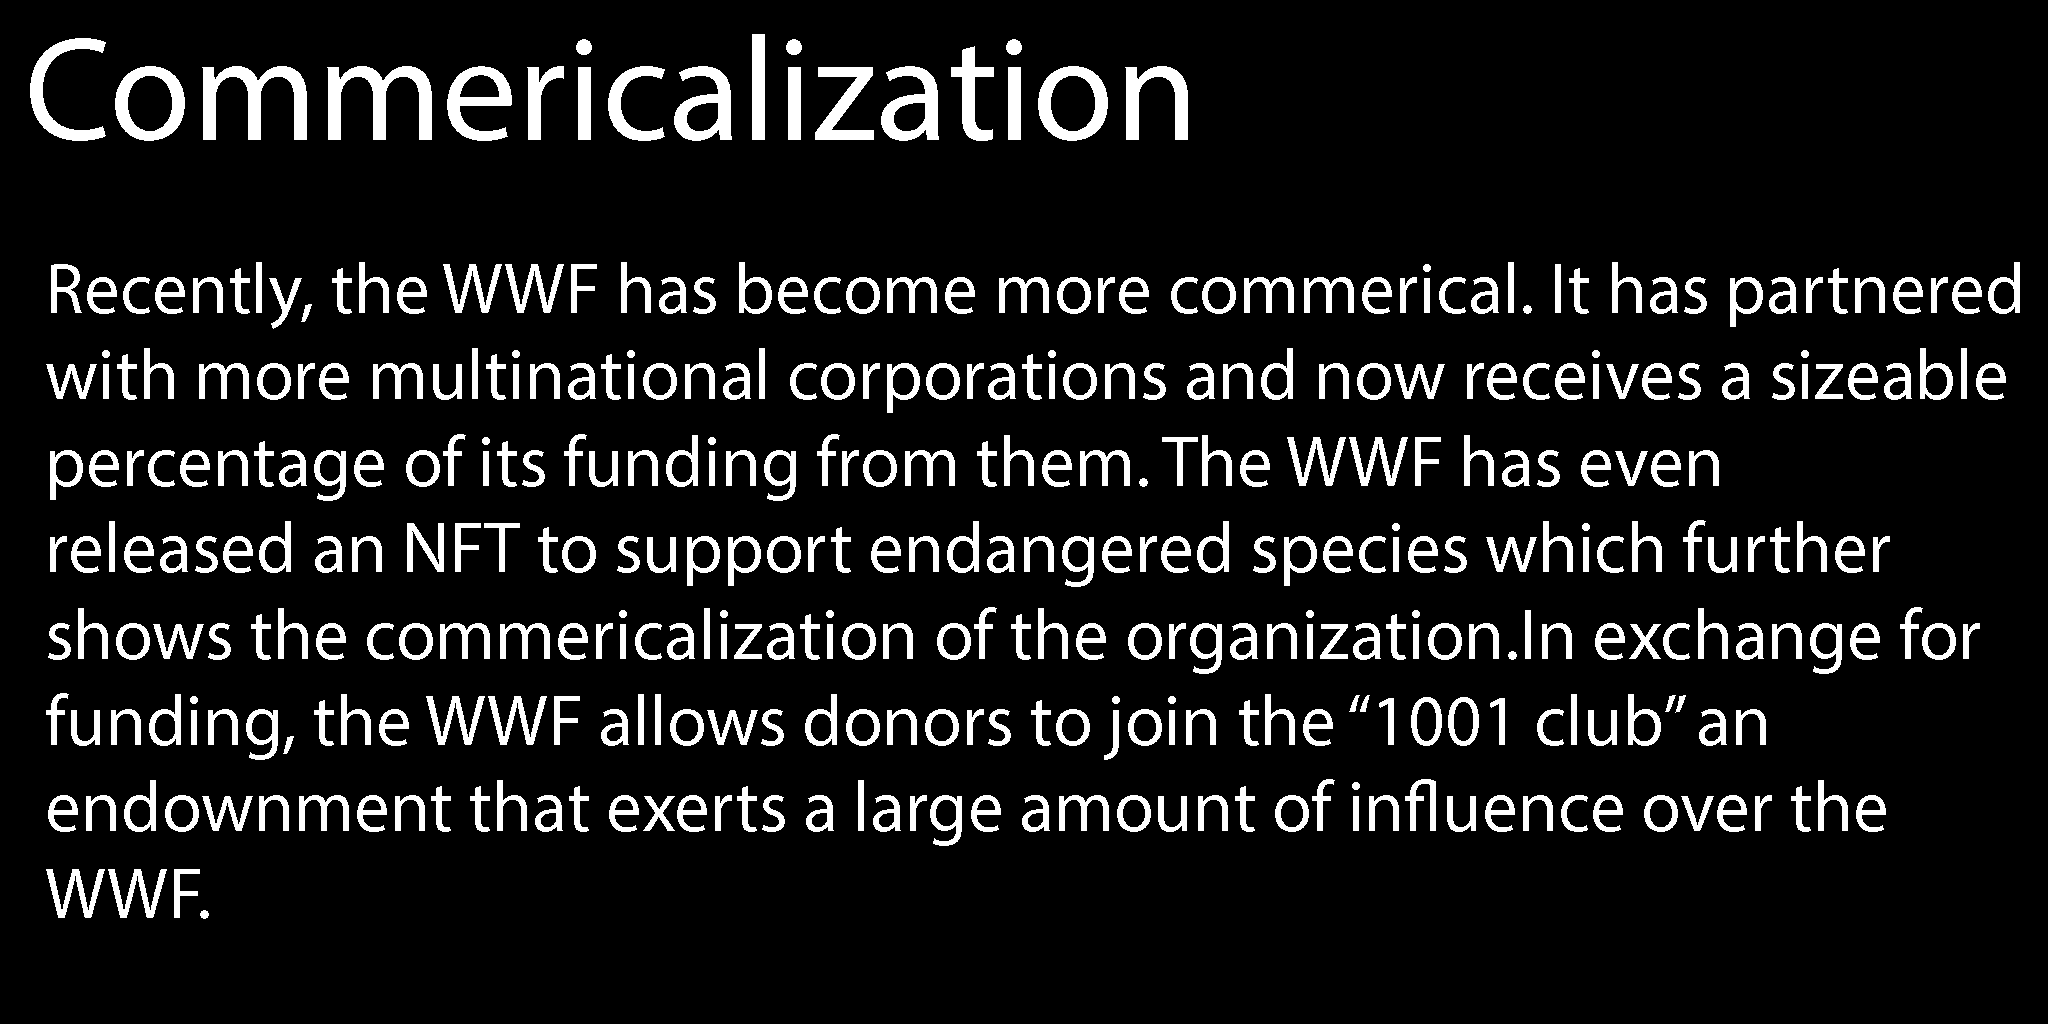 Commericalization
Recently, the WWF has become more commerical. It has partnered
with more multinational corporations and now receives a sizeable
percentage of its funding from them. The WWF has even
released an NFT to support endangered species which further
shows the commericalization of the organization.In exchange for
funding, the WWF allows donors to join the “1001 club” an
endownment that exerts a large amount of influence over the
WWF.